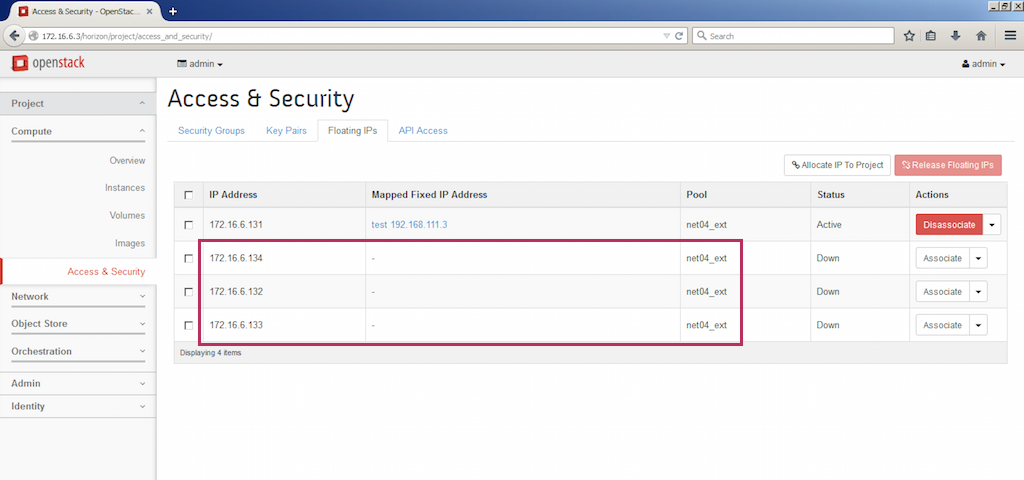 Access & Security - OpenStac...
172.16.6.3/horizon/project/access_and_security/
Search
openstack
admin
admin
Project
Compute
Overview
Instances
Volumes
Images
Access & Security
Network
Object Store
Orchestration
Admin
Identity
Access & Security
Security Groups Key Pairs Floating IPs API Access
Allocate IP To Project Release Floating IPs
IP Address Mapped Fixed IP Address Pool Status Actions
172.16.6.131 test 192.168.111.3 net04_ext Active Disassociate
172.16.6.134 - net04_ext Down Associate
172.16.6.132 - net04_ext Down Associate
172.16.6.133 - net04_ext Down Associate
Displaying 4 items